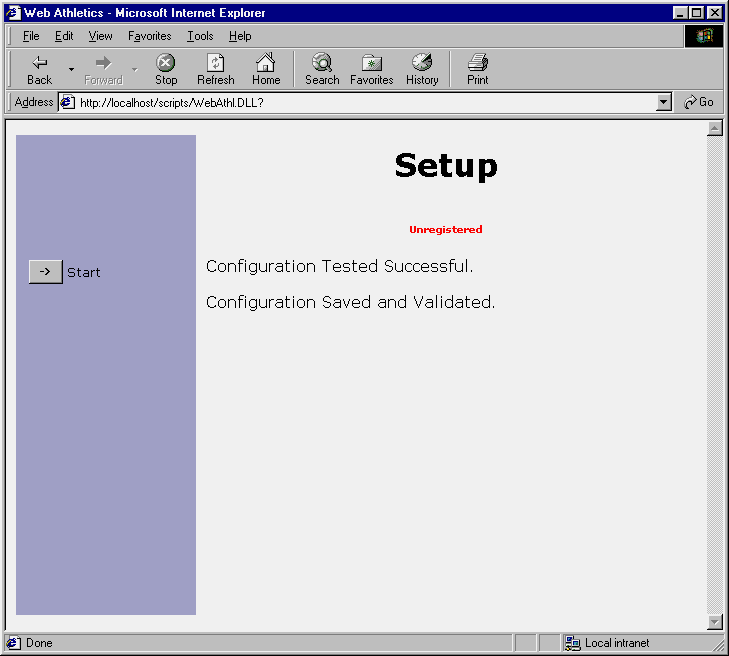 Web Athletics - Microsoft Internet Explorer
File Edit View Favorites Tools Help
Back Forward Stop Refresh Home Search Favorites History Print
Address http://localhost/scripts/WebAthl.DLL? Go
Setup
Unregistered
-> Start
Configuration Tested Successful.
Configuration Saved and Validated.
Done Local intranet